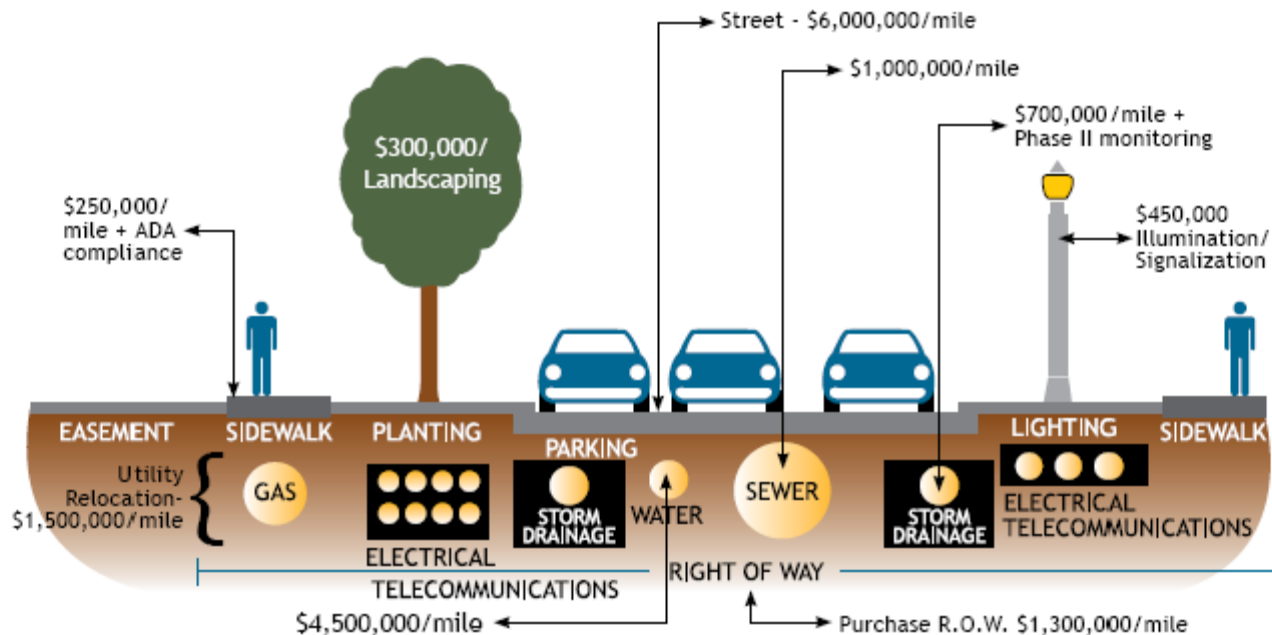 Street - $6,000,000/mile
$1,000,000/mile
$700,000/mile +
Phase II monitoring
$300,000/
Landscaping
$250,000/
mile + ADA
compliance
$450,000
Illumination/
Signalization
EASEMENT
SIDEWALK
PLANTING
PARKING
LIGHTING
SIDEWALK
Utility
Relocation-
$1,500,000/mile
GAS
ELECTRICAL
TELECOMMUNICATIONS
STORM
DRAINAGE
WATER
SEWER
STORM
DRAINAGE
ELECTRICAL
TELECOMMUNICATIONS
RIGHT OF WAY
$4,500,000/mile
Purchase R.O.W. $1,300,000/mile